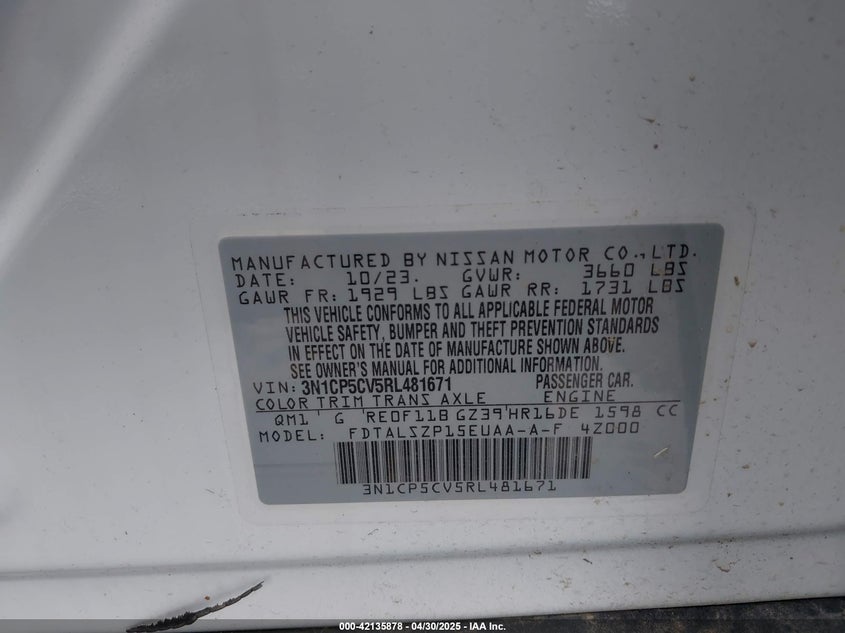 MANUFACTURED BY NISSAN MOTOR CO., LTD.
DATE: 10/23. GVWR: 3660 LBS
GAWR FR: 1929 LBS GAWR RR: 1731 LBS
THIS VEHICLE CONFORMS TO ALL APPLICABLE FEDERAL MOTOR
VEHICLE SAFETY, BUMPER AND THEFT PREVENTION STANDARDS
IN EFFECT ON THE DATE OF MANUFACTURE SHOWN ABOVE.
SEE OWNER'S MANUAL FOR ADDITIONAL INFORMATION.
VIN: 3N1CP5CV5RL481671 PASSENGER CAR.
COLOR TRIM TRANS AXLE ENGINE
QM1 G RE0F11B GZ39 HR16DE 1598 CC
MODEL: FDTALSZP15EUAA-A-F 4Z000
3N1CP5CV5RL481671
000-42135878 - 04/30/2025 - IAA Inc.